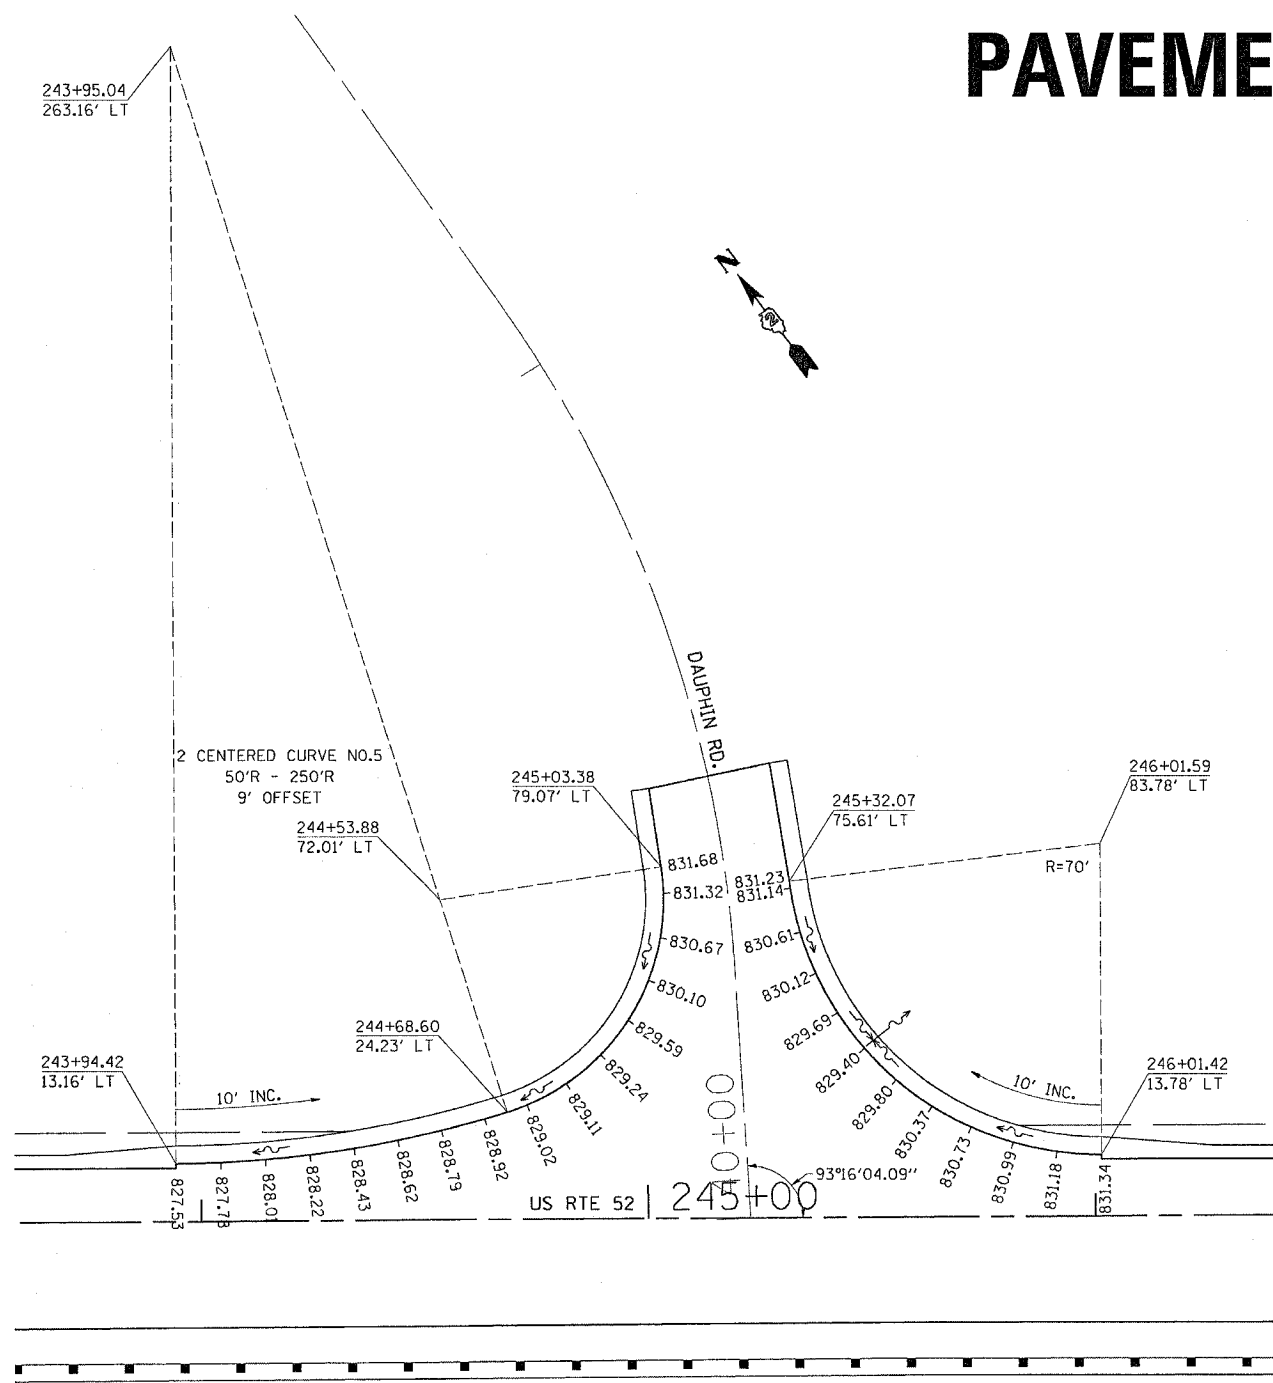 PAVEME
243+95.04
263.16' LT
N
2
DAUPHIN RD.
2 CENTERED CURVE NO.5
50'R - 250'R
9' OFFSET
245+03.38
79.07' LT
246+01.59
83.78' LT
245+32.07
75.61' LT
244+53.88
72.01' LT
R=70'
831.68
831.32
830.67
830.10
829.59
829.24
829.11
829.02
828.92
828.79
828.62
828.43
828.22
828.01
827.78
827.53
831.23
831.14
830.61
830.12
829.69
829.40
829.80
830.37
830.73
830.99
831.18
831.34
244+68.60
24.23' LT
243+94.42
13.16' LT
10' INC.
10' INC.
246+01.42
13.78' LT
93°16'04.09''
US RTE 52
245+00
10+00